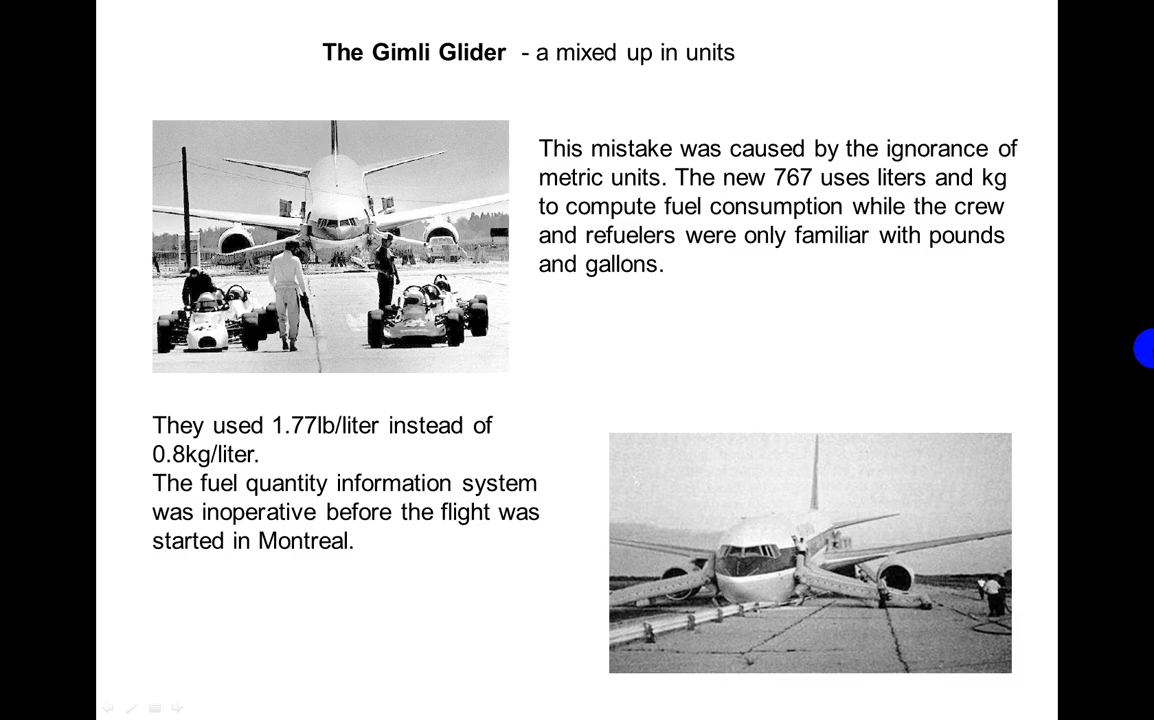 The Gimli Glider - a mixed up in units
This mistake was caused by the ignorance of
metric units. The new 767 uses liters and kg
to compute fuel consumption while the crew
and refuelers were only familiar with pounds
and gallons.
They used 1.77lb/liter instead of
0.8kg/liter.
The fuel quantity information system
was inoperative before the flight was
started in Montreal.